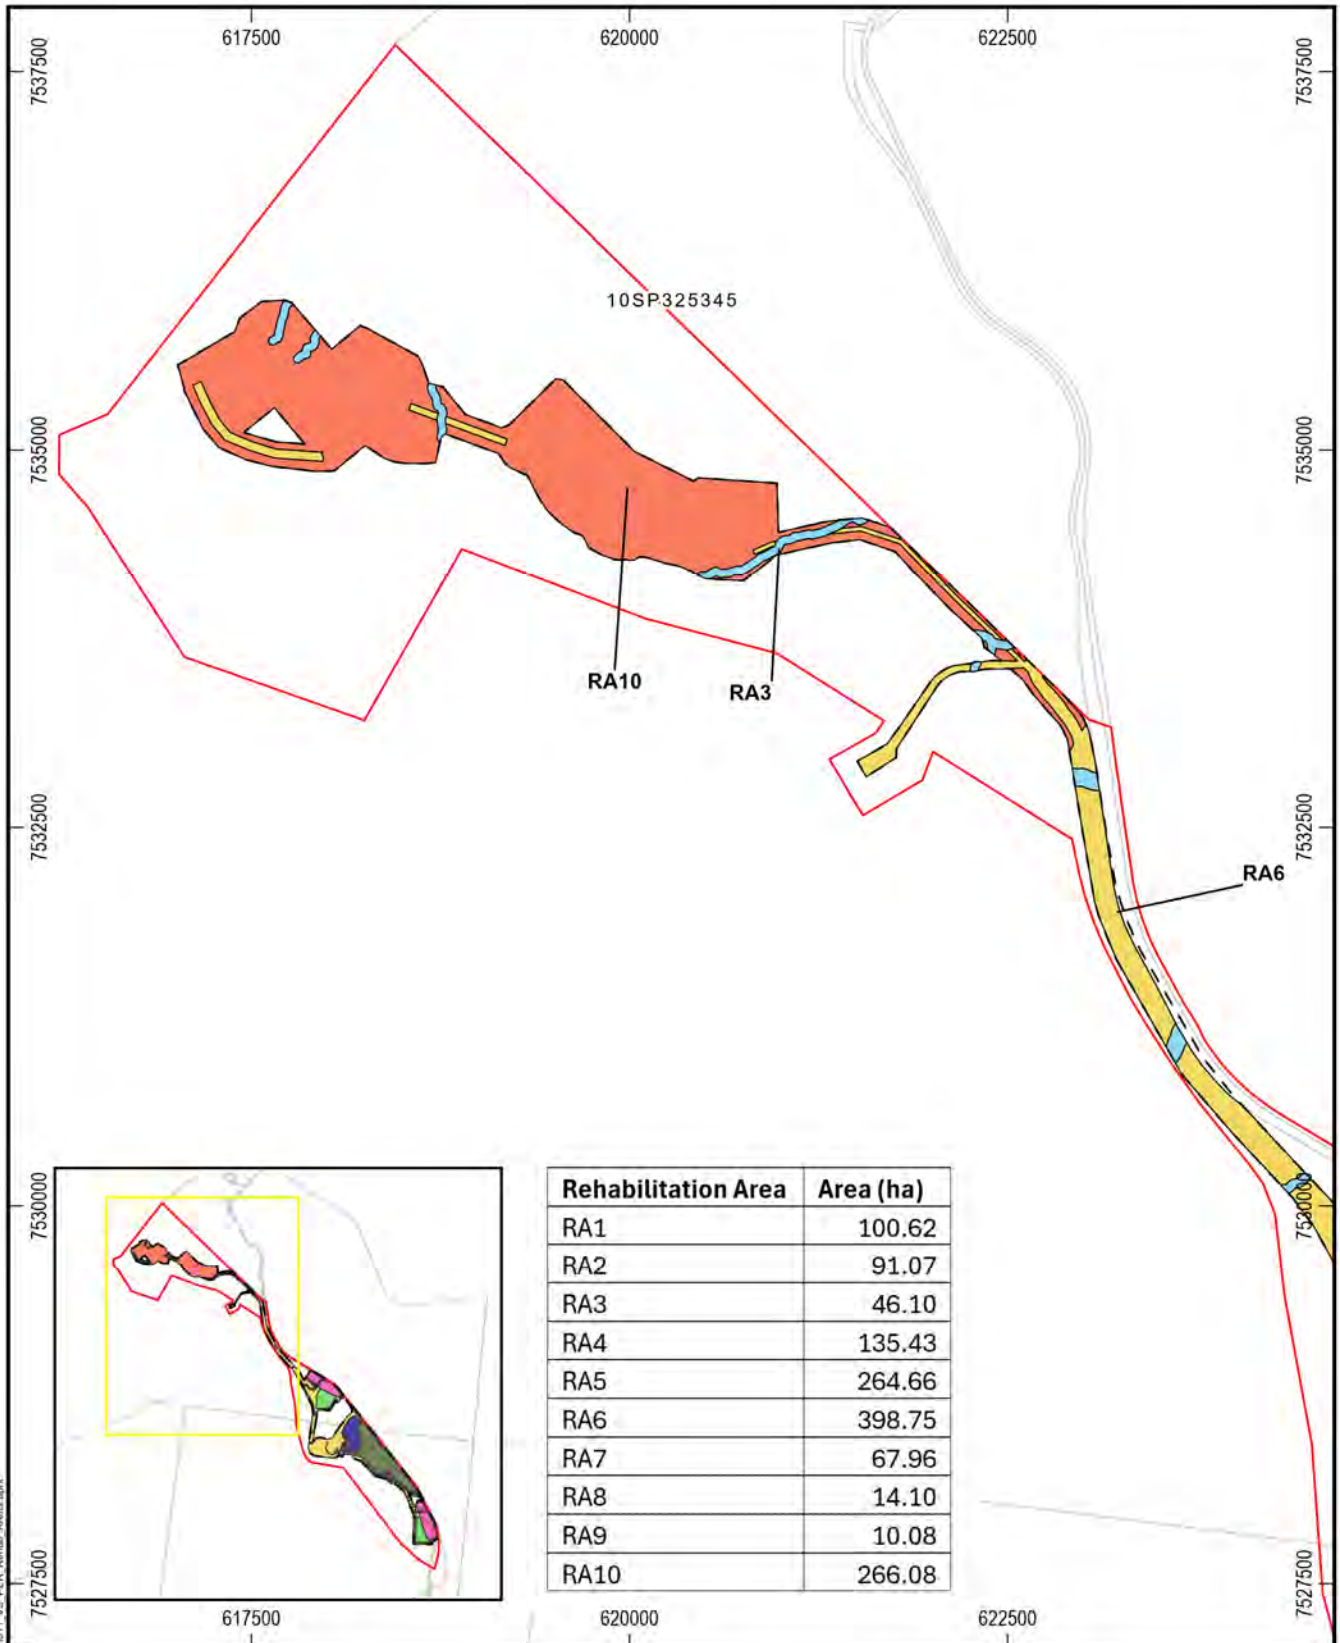 617500 620000 622500
7537500 7537500
10SP325345
7535000 7535000
RA10
RA3
7532500 7532500
RA6
7530000 7530000
Rehabilitation Area Area (ha)
RA1 100.62
RA2 91.07
RA3 46.10
RA4 135.43
RA5 264.66
RA6 398.75
RA7 67.96
RA8 14.10
RA9 10.08
RA10 266.08
7527500 7527500
617500 620000 622500